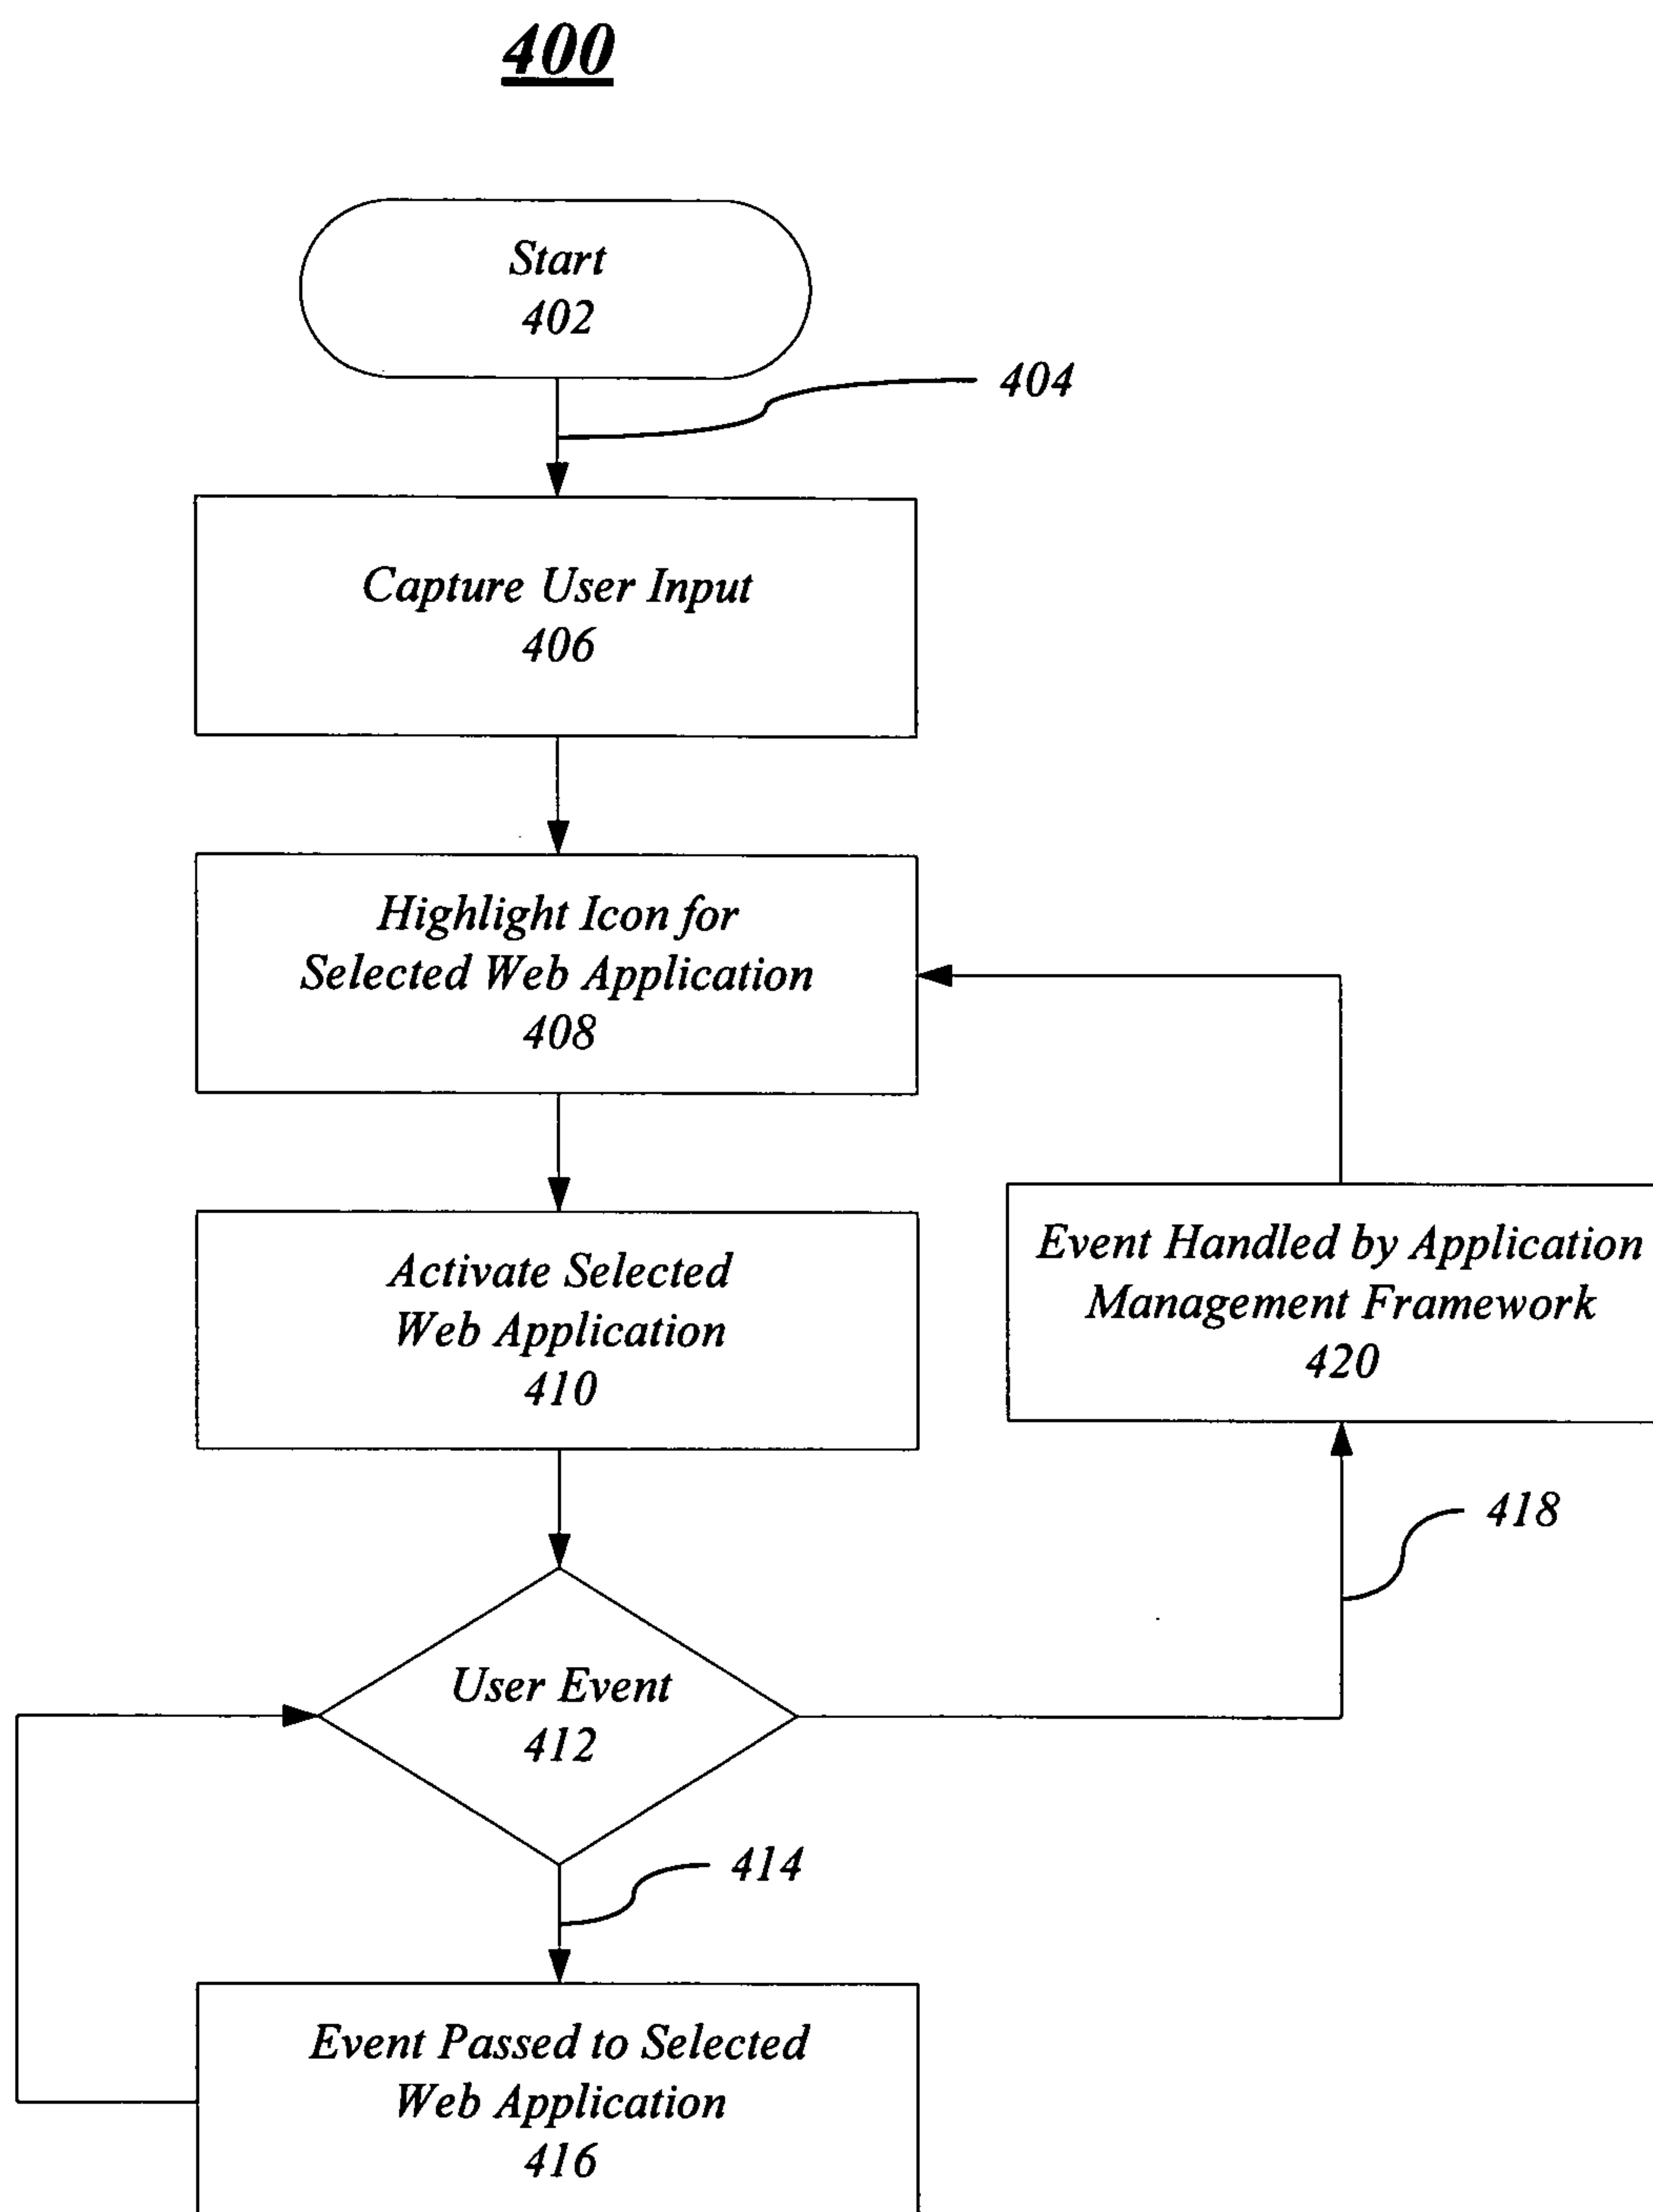 400
Start
402
404
Capture User Input
406
Highlight Icon for
Selected Web Application
408
Activate Selected
Web Application
410
Event Handled by Application
Management Framework
420
418
User Event
412
414
Event Passed to Selected
Web Application
416